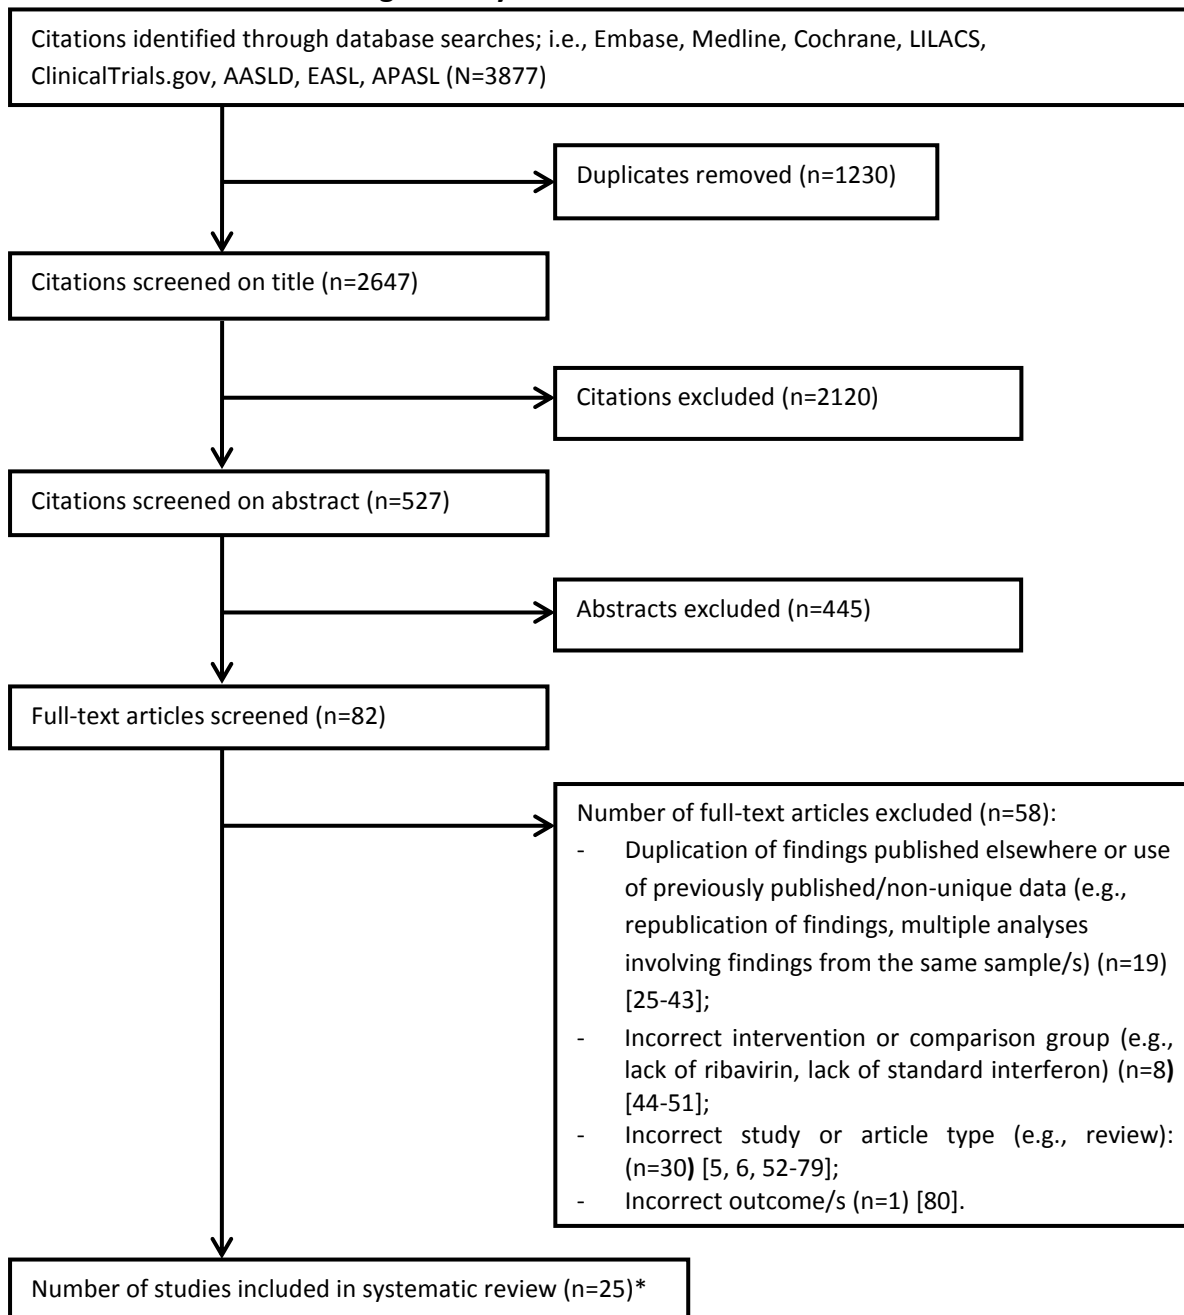 Citations identified through database searches; i.e., Embase, Medline, Cochrane, LILACS,
ClinicalTrials.gov, AASLD, EASL, APASL (N=3877)
Duplicates removed (n=1230)
Citations screened on title (n=2647)
Citations excluded (n=2120)
Citations screened on abstract (n=527)
Abstracts excluded (n=445)
Full-text articles screened (n=82)
Number of full-text articles excluded (n=58):
- Duplication of findings published elsewhere or use
of previously published/non-unique data (e.g.,
republication of findings, multiple analyses
involving findings from the same sample/s) (n=19)
[25-43];
- Incorrect intervention or comparison group (e.g.,
lack of ribavirin, lack of standard interferon) (n=8)
[44-51];
- Incorrect study or article type (e.g., review):
(n=30) [5, 6, 52-79];
- Incorrect outcome/s (n=1) [80].
Number of studies included in systematic review (n=25)*